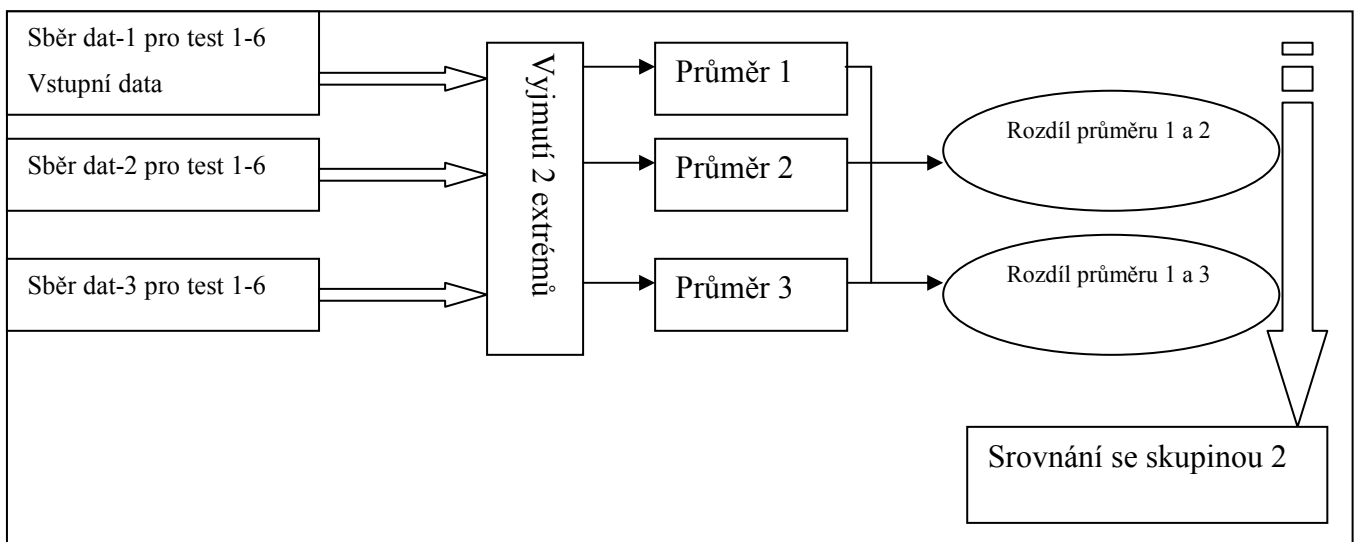 Sběr dat-1 pro test 1-6
Vstupní data
Sběr dat-2 pro test 1-6
Sběr dat-3 pro test 1-6
Vyjmutí 2 extrémů
Průměr 1
Průměr 2
Průměr 3
Rozdíl průměru 1 a 2
Rozdíl průměru 1 a 3
Srovnání se skupinou 2